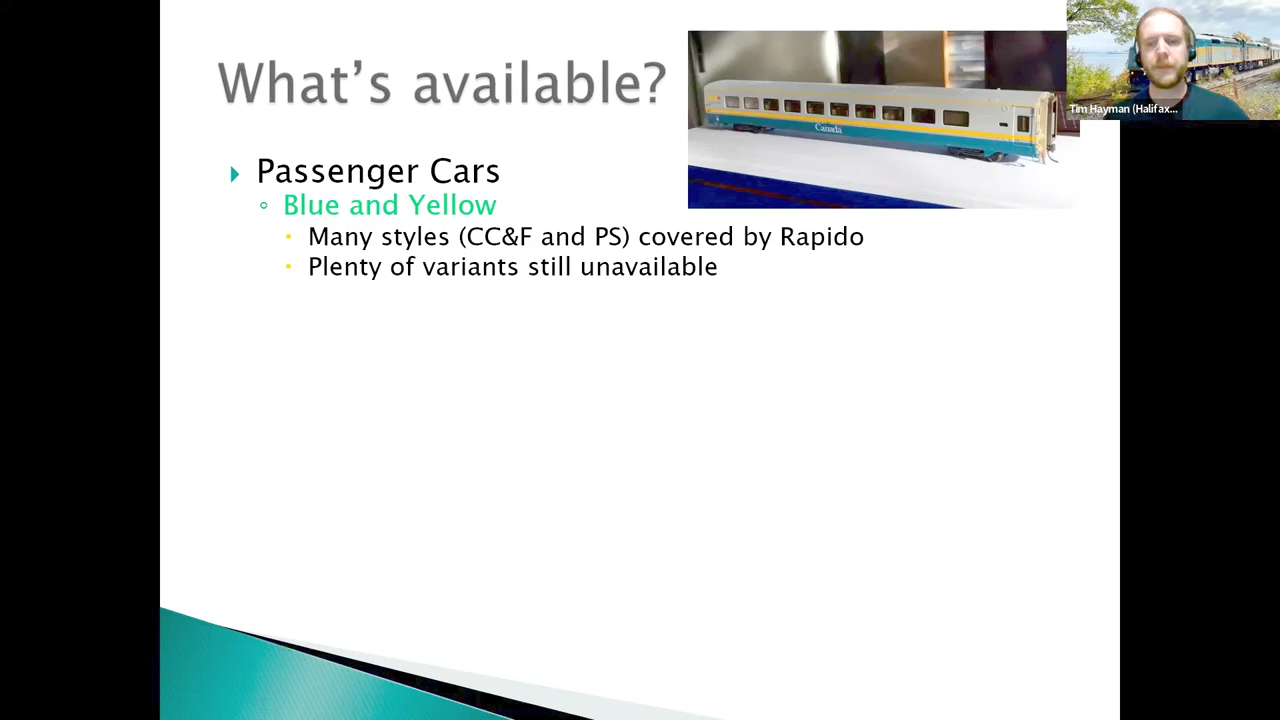 What's available?
Canada
Tim Hayman (Halifax...
Passenger Cars
Blue and Yellow
Many styles (CC&F and PS) covered by Rapido
Plenty of variants still unavailable